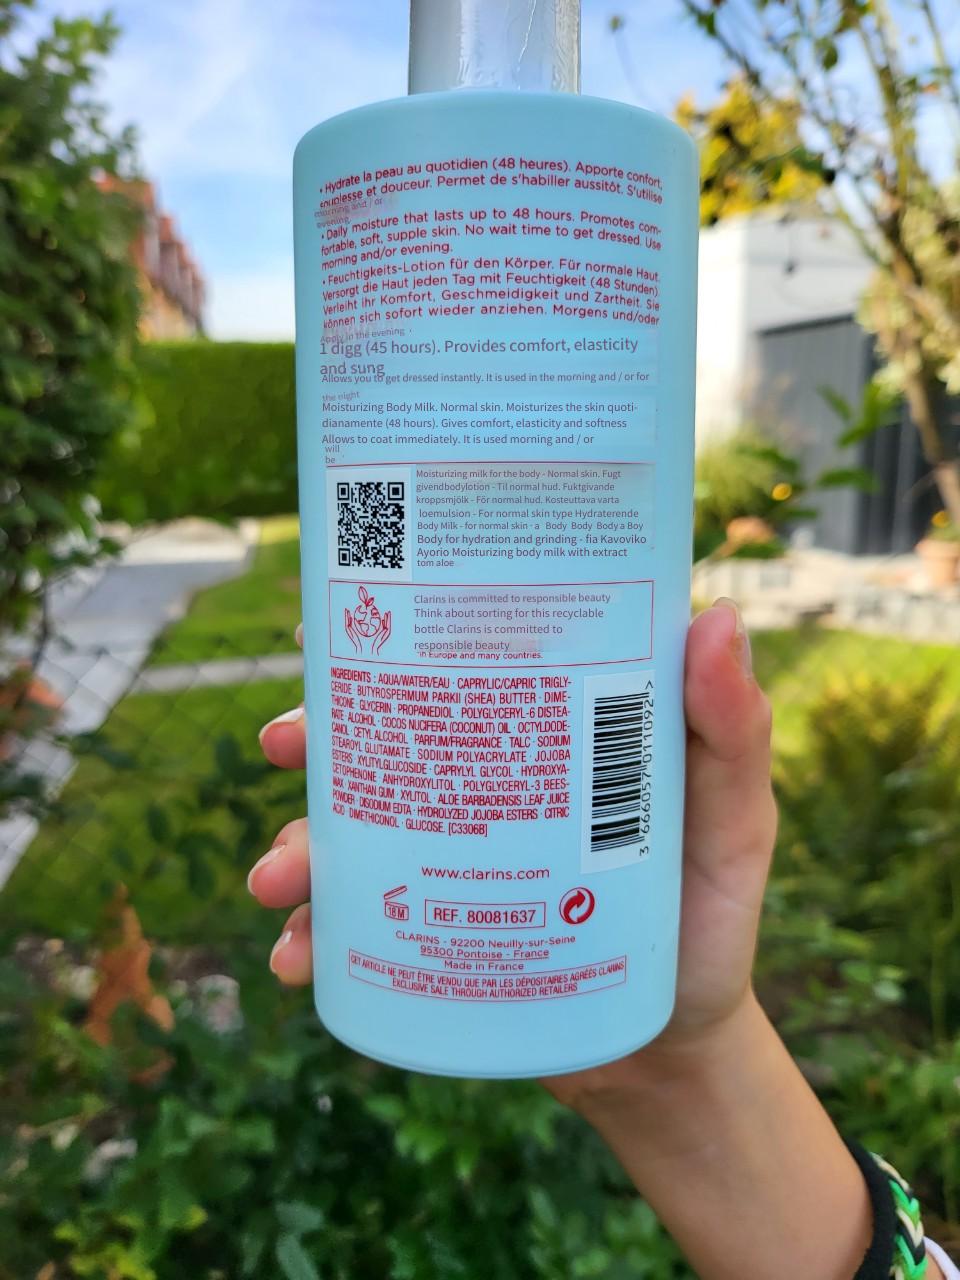 • Hydrate la peau au quotidien (48 heures). Apporte confort,
souplesse et douceur. Permet de s'habiller aussitôt. S'utilise
morning and / or
evening.
• Daily moisture that lasts up to 48 hours. Promotes com-
fortable, soft, supple skin. No wait time to get dressed. Use
morning and/or evening.
• Feuchtigkeits-Lotion für den Körper. Für normale Haut.
Versorgt die Haut jeden Tag mit Feuchtigkeit (48 Stunden).
Verleiht ihr Komfort, Geschmeidigkeit und Zartheit. Sie
können sich sofort wieder anziehen. Morgens und/oder
Apply in the evening .
1 digg (45 hours). Provides comfort, elasticity
and sung
Allows you to get dressed instantly. It is used in the morning and / or for
the night
Moisturizing Body Milk. Normal skin. Moisturizes the skin quoti-
dianamente (48 hours). Gives comfort, elasticity and softness
Allows to coat immediately. It is used morning and / or
will
be
Moisturizing milk for the body - Normal skin. Fugt
givendbodylotion - Til normal hud. Fuktgivande
kroppsmjölk - För normal hud. Kosteuttava varta
loemulsion - For normal skin type Hydraterende
Body Milk - for normal skin · a Body Body Body a Boy
Body for hydration and grinding - fia Kavoviko
Ayorio Moisturizing body milk with extract
tom aloe
Clarins is committed to responsible beauty
Think about sorting for this recyclable
bottle Clarins is committed to
responsible beauty
*in Europe and many countries.
INGREDIENTS : AQUA/WATER/EAU · CAPRYLIC/CAPRIC TRIGLY-
CERIDE · BUTYROSPERMUM PARKII (SHEA) BUTTER · DIME-
THICONE · GLYCERIN · PROPANEDIOL · POLYGLYCERYL-6 DISTEA-
RATE · ALCOHOL · COCOS NUCIFERA (COCONUT) OIL · OCTYLDODE-
CANOL · CETYL ALCOHOL · PARFUM/FRAGRANCE · TALC · SODIUM
STEAROYL GLUTAMATE · SODIUM POLYACRYLATE · JOJOBA
ESTERS · XYLITYLGLUCOSIDE · CAPRYLYL GLYCOL · HYDROXYA-
CETOPHENONE · ANHYDROXYLITOL · POLYGLYCERYL-3 BEES-
WAX · XANTHAN GUM · XYLITOL · ALOE BARBADENSIS LEAF JUICE
POWDER · DISODIUM EDTA · HYDROLYZED JOJOBA ESTERS · CITRIC
ACID · DIMETHICONOL · GLUCOSE. [C3306B]
3 666057 011092 >
www.clarins.com
18 M
REF. 80081637
CLARINS - 92200 Neuilly-sur-Seine
95300 Pontoise - France
Made in France
CET ARTICLE NE PEUT ÊTRE VENDU QUE PAR LES DÉPOSITAIRES AGRÉÉS CLARINS
EXCLUSIVE SALE THROUGH AUTHORIZED RETAILERS